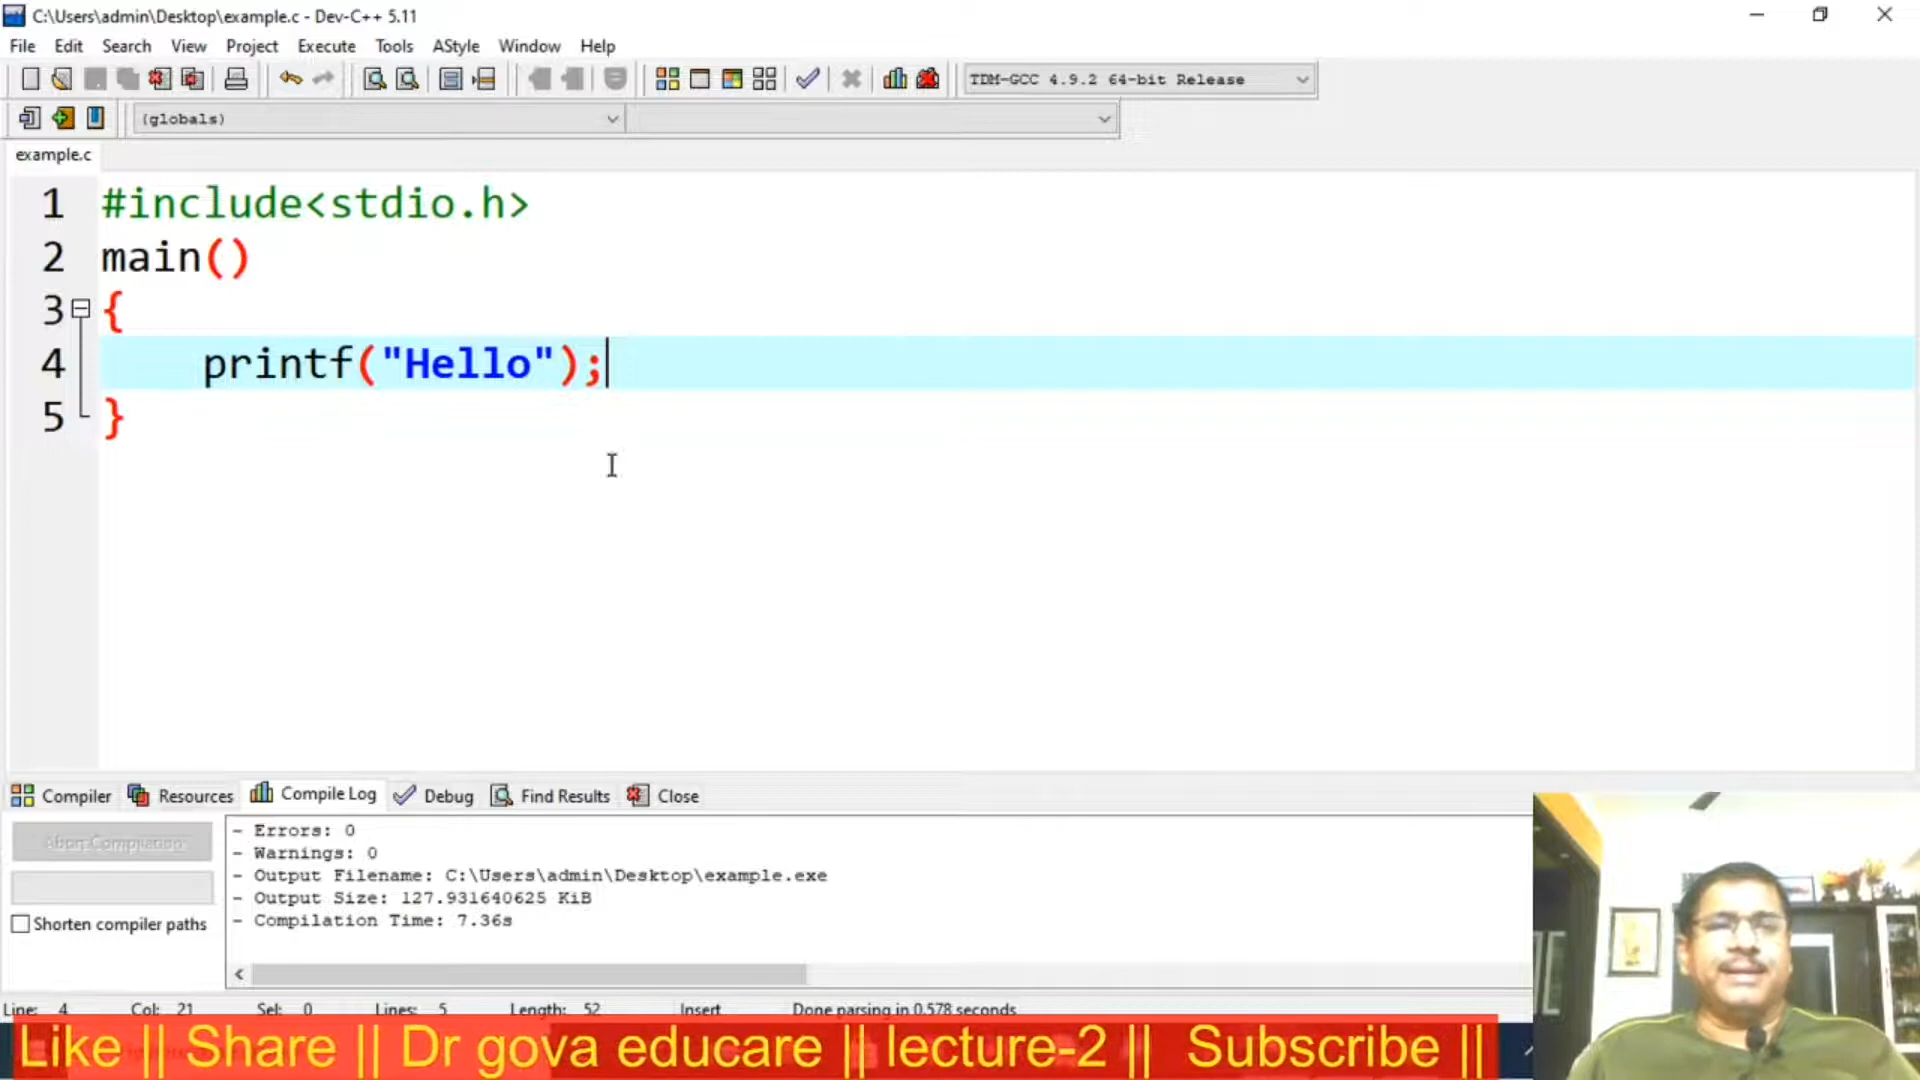 C:\Users\admin\Desktop\example.c - Dev-C++ 5.11
File Edit Search View Project Execute Tools AStyle Window Help
TDM-GCC 4.9.2 64-bit Release
(globals)
example.c
1 #include<stdio.h>
2 main()
3 {
4 printf("Hello");
5 }
Compiler Resources Compile Log Debug Find Results Close
Abort Compilation
- Errors: 0
- Warnings: 0
- Output Filename: C:\Users\admin\Desktop\example.exe
- Output Size: 127.931640625 KiB
- Compilation Time: 7.36s
Shorten compiler paths
Line: 4 Col: 21 Sel: 0 Lines: 5 Length: 52 Insert Done parsing in 0.578 seconds
Like || Share || Dr gova educare || lecture-2 || Subscribe ||